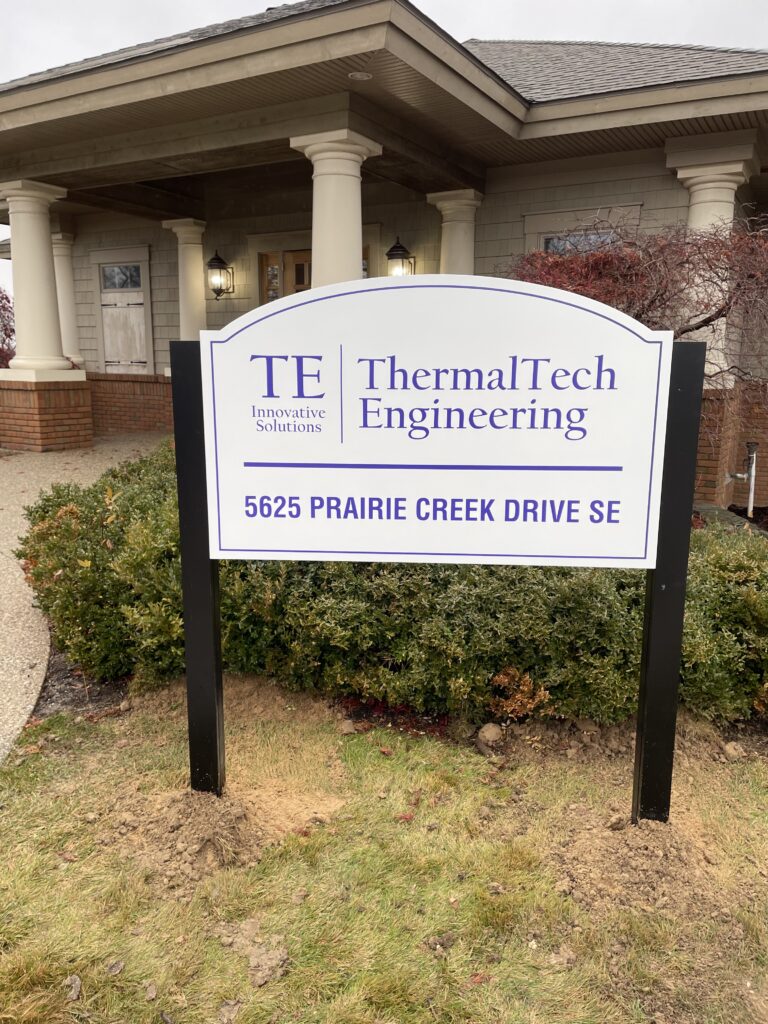 TE
Innovative
Solutions
ThermalTech
Engineering
5625 PRAIRIE CREEK DRIVE SE